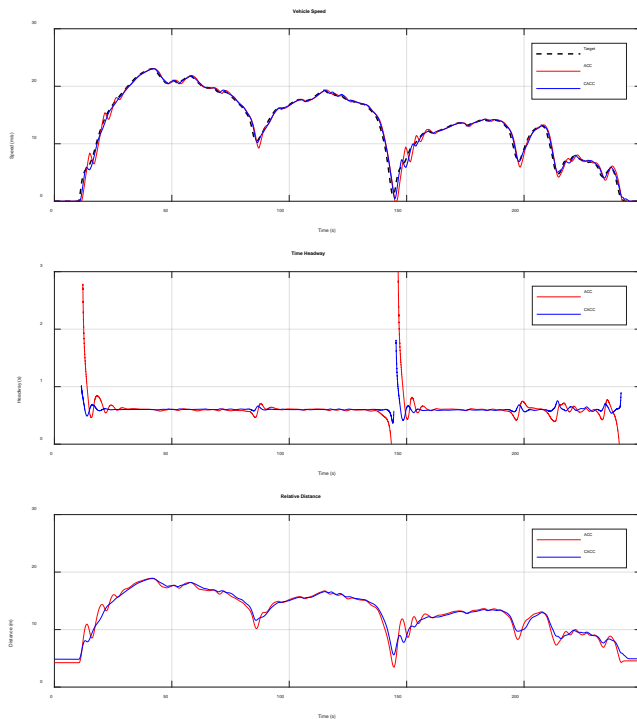 Vehicle Speed
30
20
10
0
Speed (m/s)
Target
ACC
CACC
0 50 100 150 200
Time (s)
Time Headway
3
2
1
0
Headway (s)
ACC
CACC
0 50 100 150 200
Time (s)
Relative Distance
30
20
10
0
Distance (m)
ACC
CACC
0 50 100 150 200
Time (s)